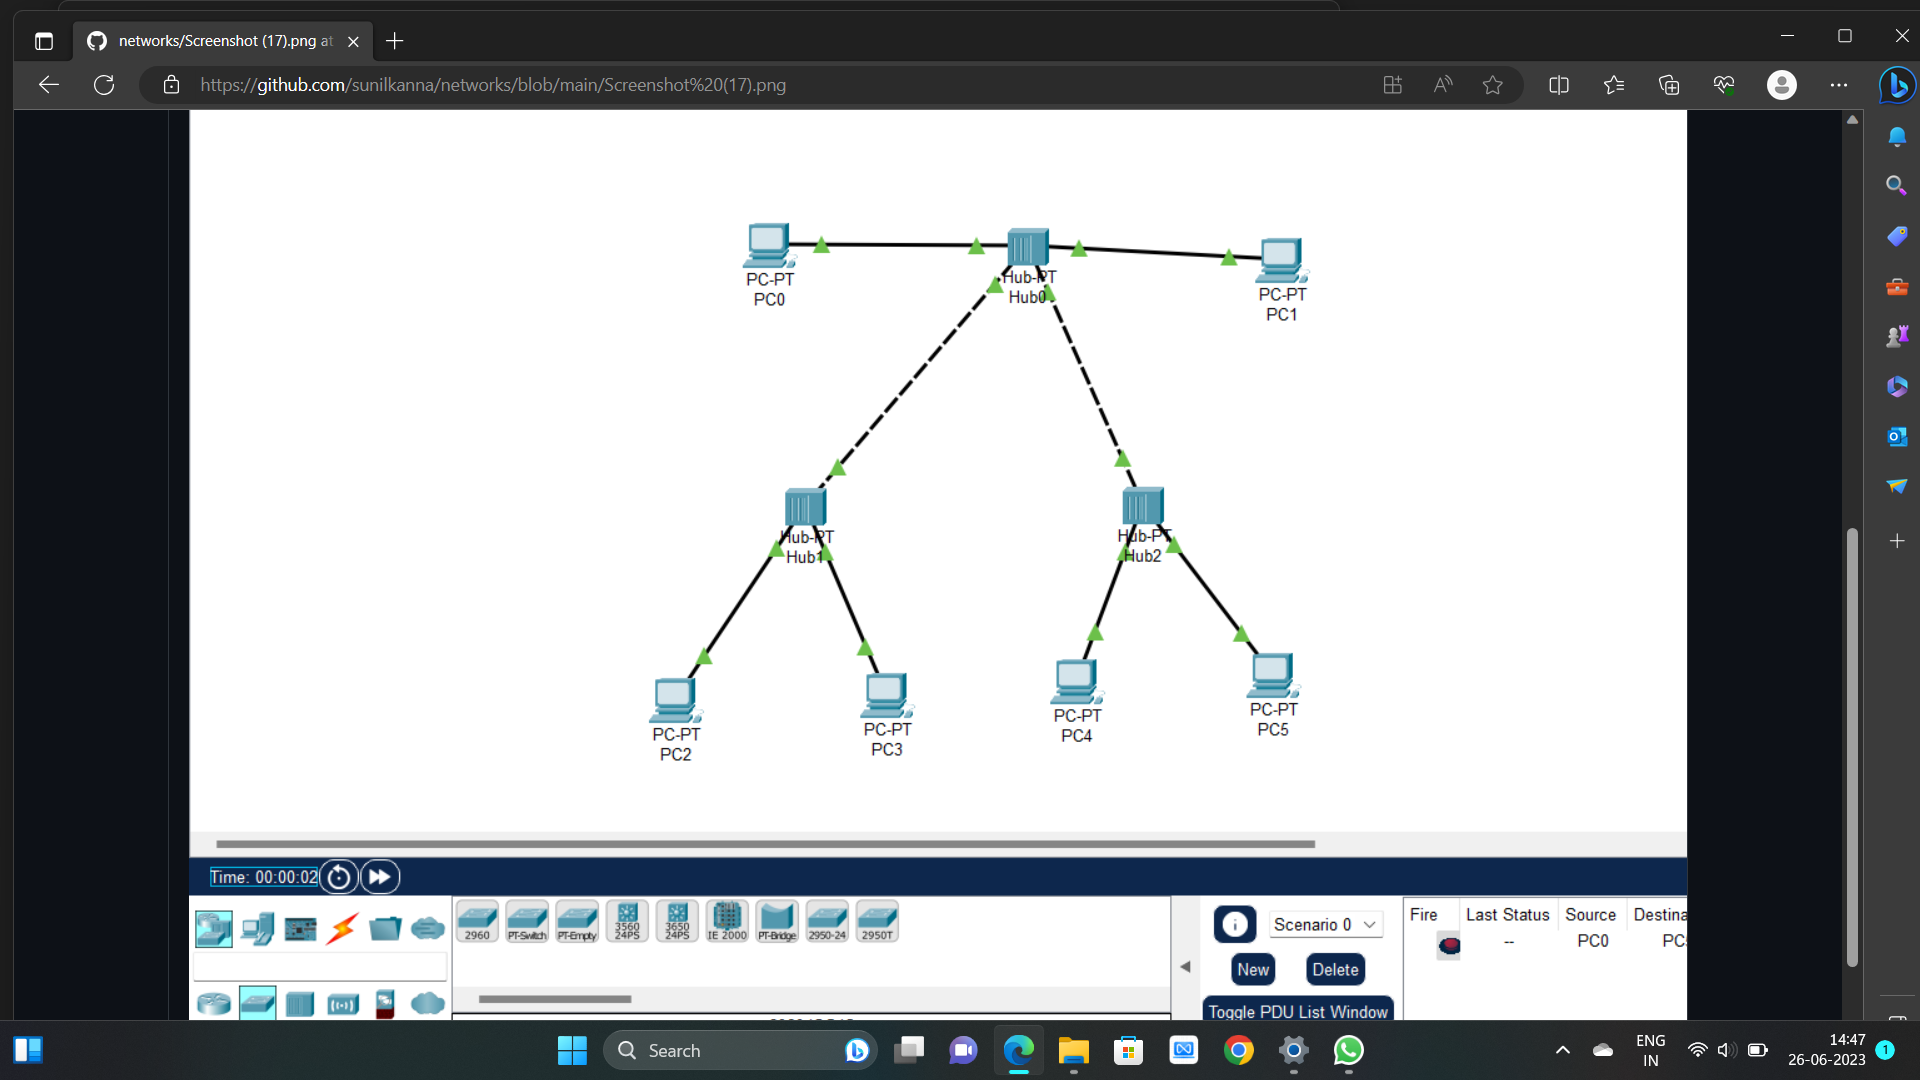 networks/Screenshot (17).png at
https://github.com/sunilkanna/networks/blob/main/Screenshot%20(17).png
PC-PT
PC0
Hub-PT
Hub0
PC-PT
PC1
Hub-PT
Hub1
Hub-PT
Hub2
PC-PT
PC2
PC-PT
PC3
PC-PT
PC4
PC-PT
PC5
Time: 00:00:02
2960
PT-Switch
PT-Empty
3560
24PS
3650
24PS
IE 2000
PT-Bridge
2950-24
2950T
Scenario 0
New
Delete
Toggle PDU List Window
Fire Last Status Source Destina
-- PC0 PC
Search
ENG
IN
14:47
26-06-2023
1